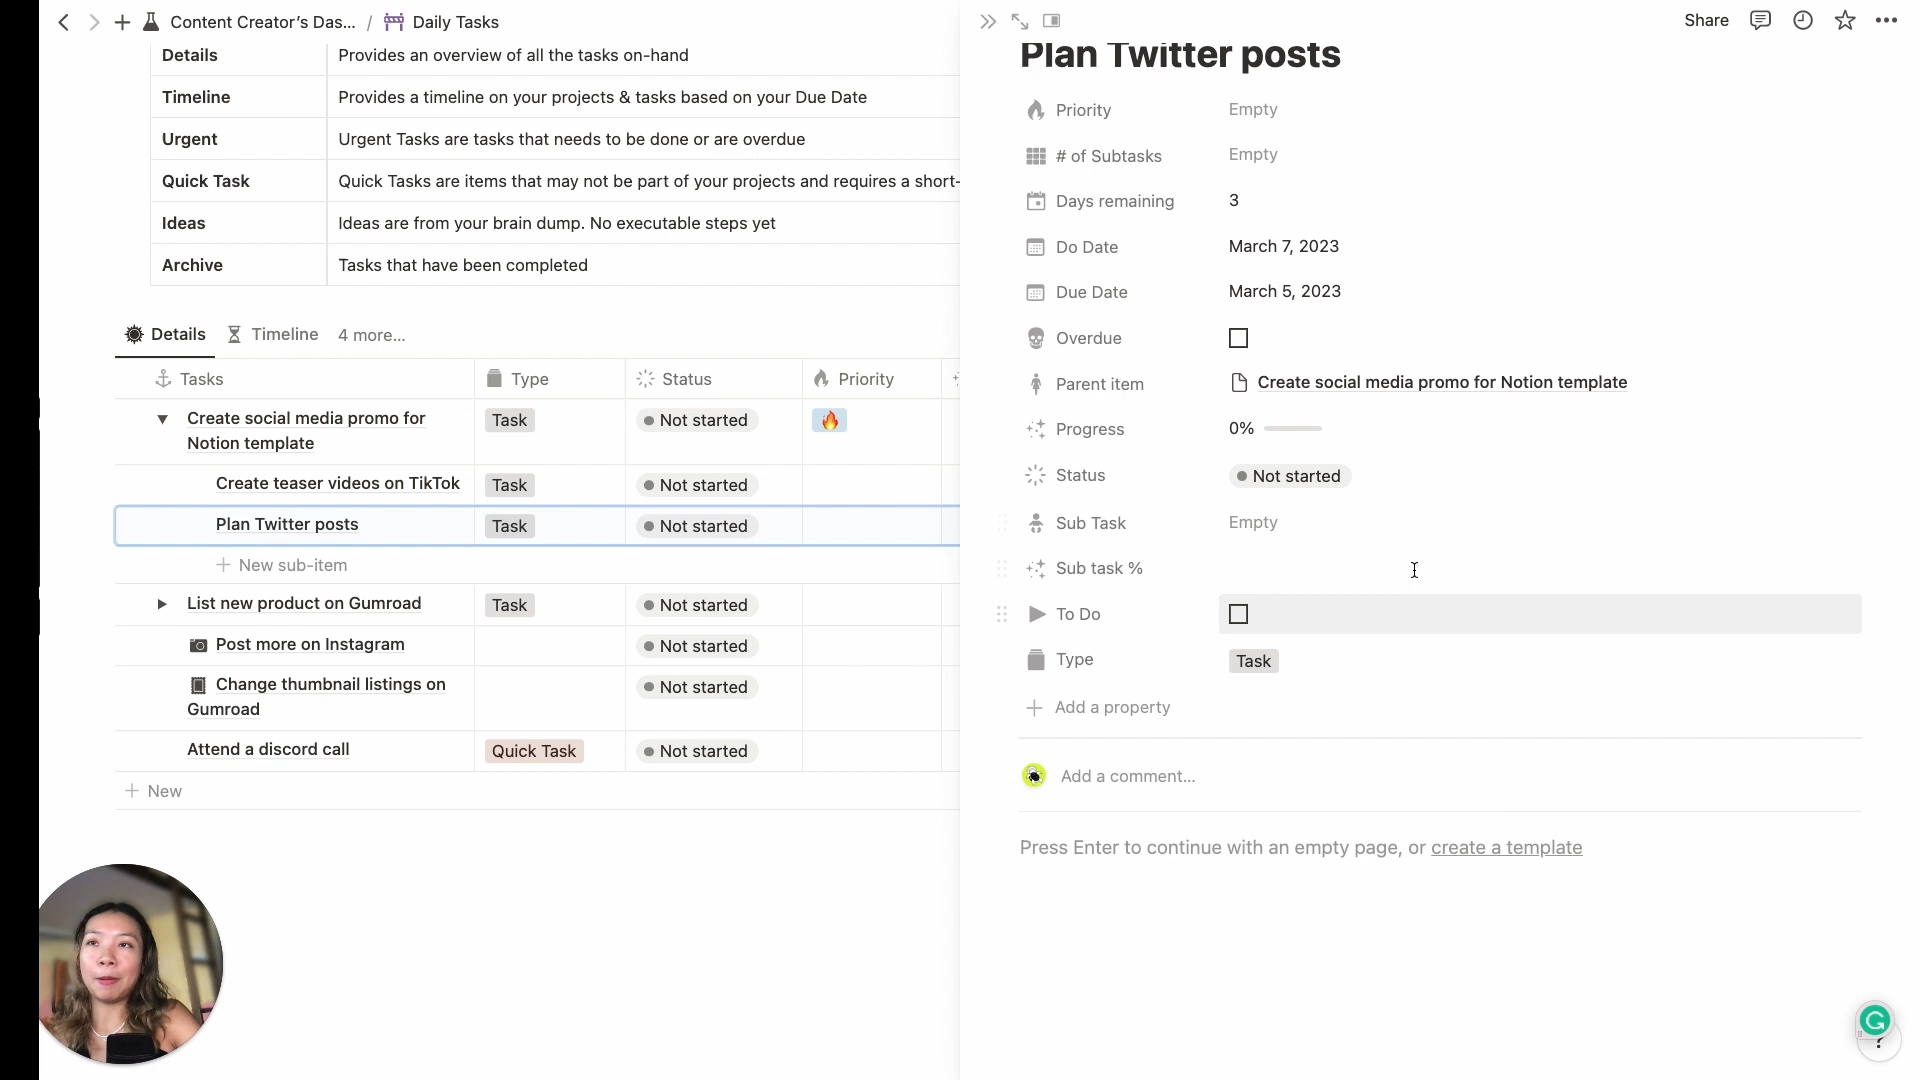 Content Creator's Das... / Daily Tasks
Details Provides an overview of all the tasks on-hand
Timeline Provides a timeline on your projects & tasks based on your Due Date
Urgent Urgent Tasks are tasks that needs to be done or are overdue
Quick Task Quick Tasks are items that may not be part of your projects and requires a short-
Ideas Ideas are from your brain dump. No executable steps yet
Archive Tasks that have been completed
Details Timeline 4 more...
Tasks Type Status Priority
Create social media promo for
Notion template Task Not started
Create teaser videos on TikTok Task Not started
Plan Twitter posts Task Not started
New sub-item
List new product on Gumroad Task Not started
Post more on Instagram Not started
Change thumbnail listings on
Gumroad Not started
Attend a discord call Quick Task Not started
New
Share
Plan Twitter posts
Priority Empty
# of Subtasks Empty
Days remaining 3
Do Date March 7, 2023
Due Date March 5, 2023
Overdue
Parent item Create social media promo for Notion template
Progress 0%
Status Not started
Sub Task Empty
Sub task %
To Do
Type Task
Add a property
Add a comment...
Press Enter to continue with an empty page, or create a template
?